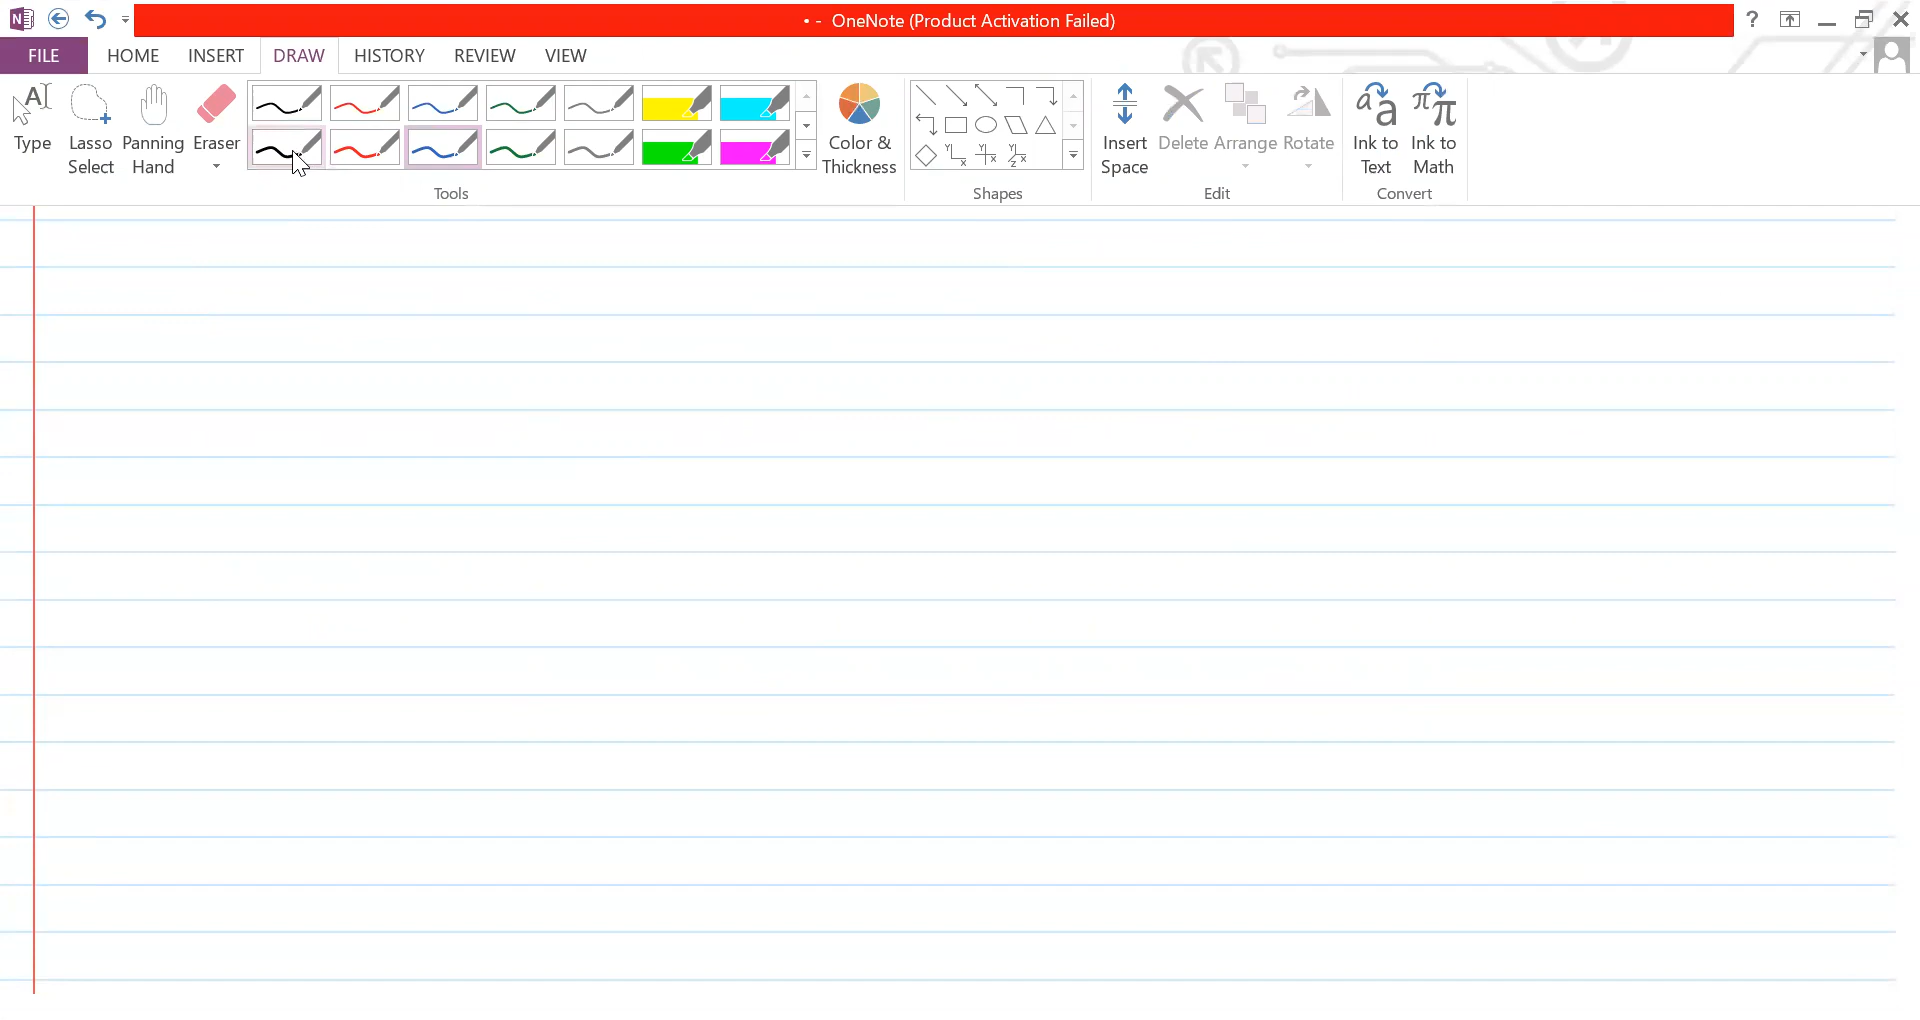 • - OneNote (Product Activation Failed) ?
FILE HOME INSERT DRAW HISTORY REVIEW VIEW
Type
Lasso Select
Panning Hand
Eraser
Color & Thickness
Insert Space
Delete
Arrange
Rotate
Ink to Text
Ink to Math
Tools Shapes Edit Convert